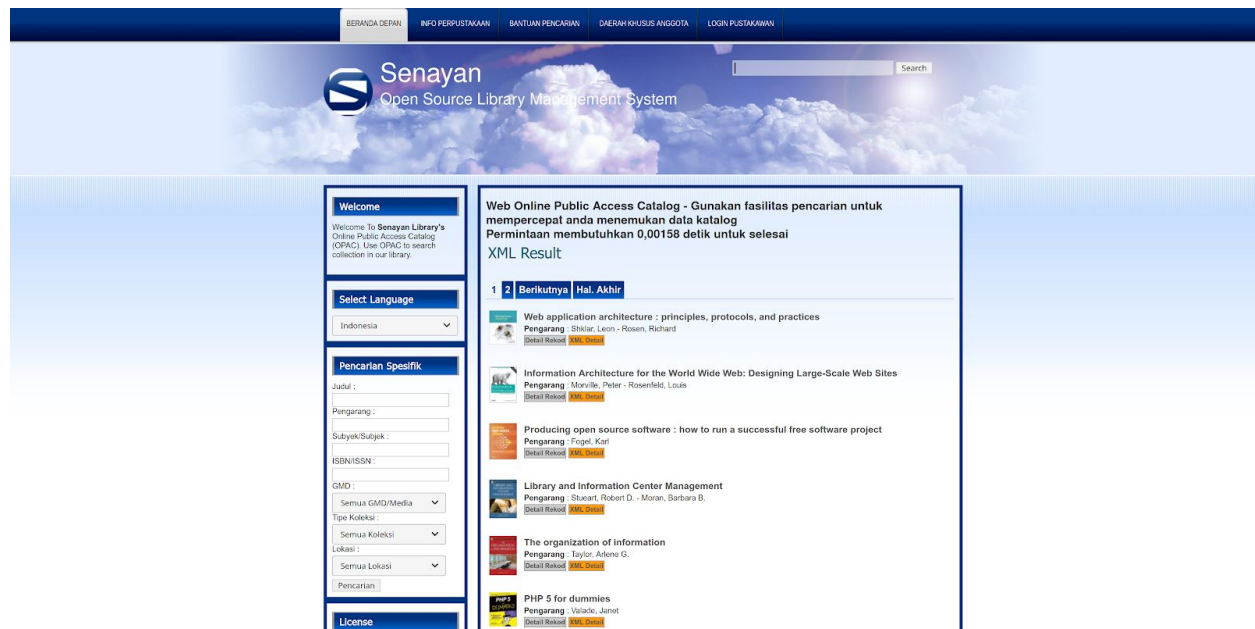 BERANDA DEPAN INFO PERPUSTAKAAN BANTUAN PENCARIAN DAERAH KHUSUS ANGGOTA LOGIN PUSTAKAWAN
Senayan
Open Source Library Management System
Search
Welcome
Welcome To Senayan Library's
Online Public Access Catalog
(OPAC). Use OPAC to search
collection in our library.
Select Language
Indonesia
Pencarian Spesifik
Judul :
Pengarang :
Subyek/Subjek :
ISBN/ISSN :
GMD :
Semua GMD/Media
Tipe Koleksi :
Semua Koleksi
Lokasi :
Semua Lokasi
Pencarian
License
Web Online Public Access Catalog - Gunakan fasilitas pencarian untuk
mempercepat anda menemukan data katalog
Permintaan membutuhkan 0,00158 detik untuk selesai
XML Result
1 2 Berikutnya Hal. Akhir
Web application architecture : principles, protocols, and practices
Pengarang : Shklar, Leon - Rosen, Richard
Detail Rekod XML Detail
Information Architecture for the World Wide Web: Designing Large-Scale Web Sites
Pengarang : Morville, Peter - Rosenfeld, Louis
Detail Rekod XML Detail
Producing open source software : how to run a successful free software project
Pengarang : Fogel, Karl
Detail Rekod XML Detail
Library and Information Center Management
Pengarang : Stueart, Robert D. - Moran, Barbara B.
Detail Rekod XML Detail
The organization of information
Pengarang : Taylor, Arlene G.
Detail Rekod XML Detail
PHP 5 for dummies
Pengarang : Valade, Janet
Detail Rekod XML Detail